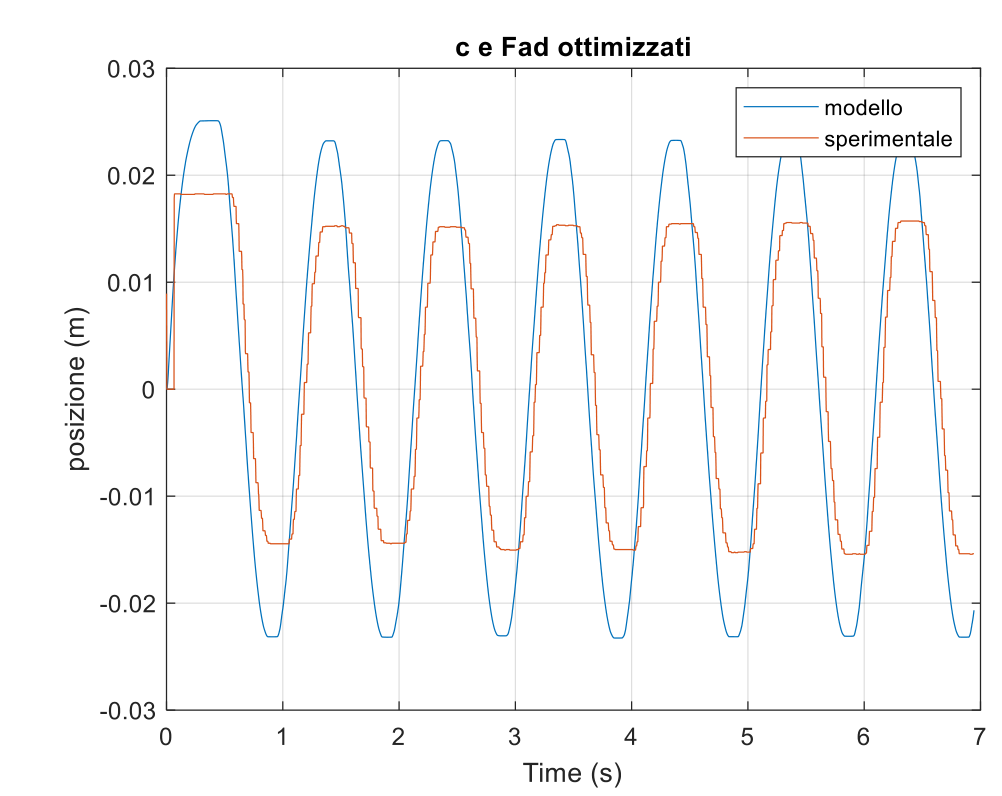 c e Fad ottimizzati
0.03
modello
sperimentale
0.02
0.01
posizione (m)
0
-0.01
-0.02
-0.03
0 1 2 3 4 5 6 7
Time (s)